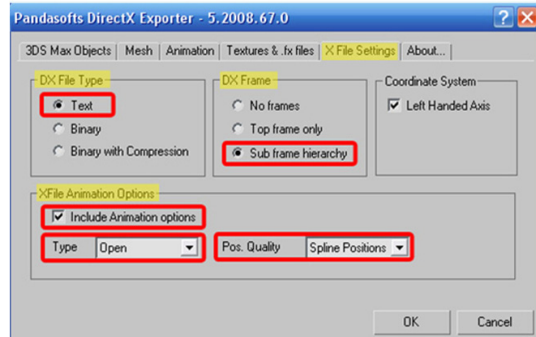 Pandasofts DirectX Exporter - 5.2008.67.0
3DS Max Objects Mesh Animation Textures & .fx files X File Settings About...
DX File Type DX Frame Coordinate System
Text No frames Left Handed Axis
Binary Top frame only
Binary with Compression Sub frame hierarchy
XFile Animation Options
Include Animation options
Type Open Pos. Quality Spline Positions
OK Cancel